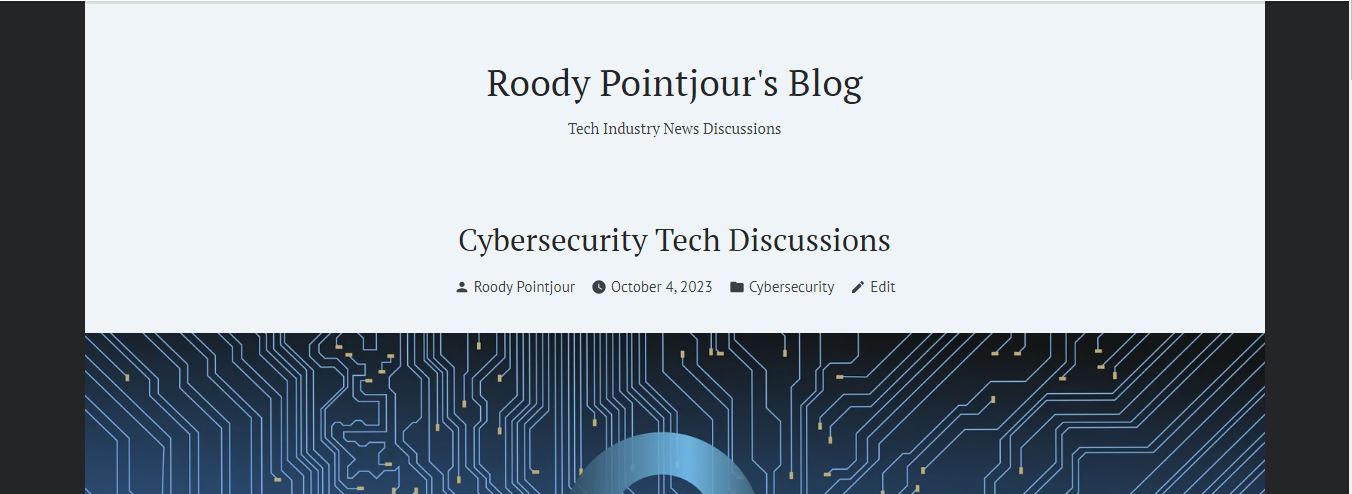 Roody Pointjour's Blog
Tech Industry News Discussions
Cybersecurity Tech Discussions
Roody Pointjour October 4, 2023 Cybersecurity Edit